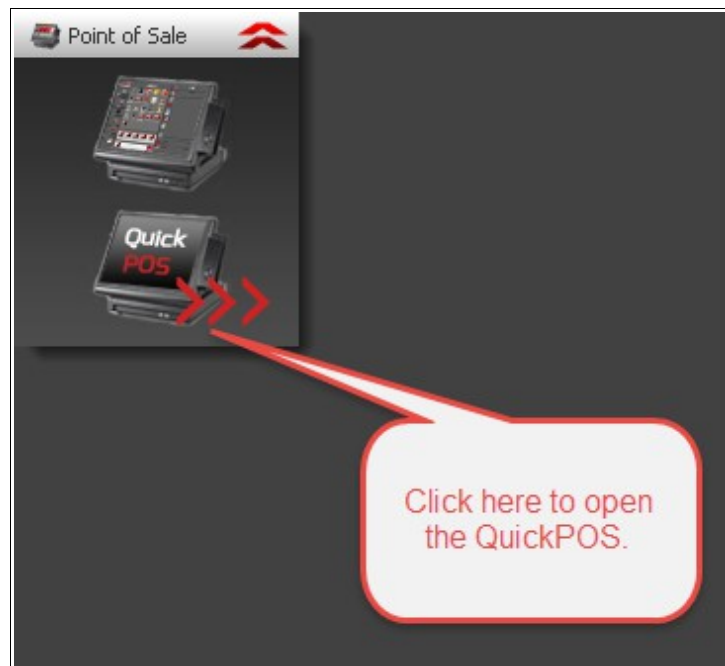 Point of Sale
Quick
POS
Click here to open
the QuickPOS.